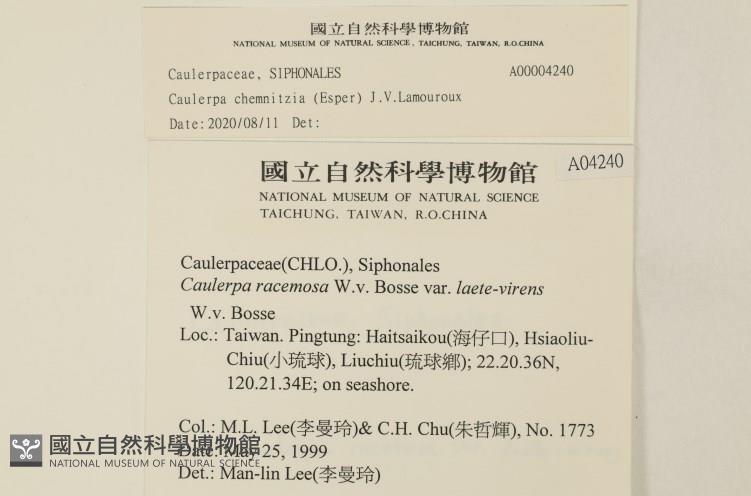 國立自然科學博物館
NATIONAL MUSEUM OF NATURAL SCIENCE, TAICHUNG, TAIWAN, R.O.CHINA
Caulerpaceae, SIPHONALES A00004240
Caulerpa chemnitzia (Esper) J.V.Lamouroux
Date:2020/08/11 Det:
A04240
國立自然科學博物館
NATIONAL MUSEUM OF NATURAL SCIENCE
TAICHUNG, TAIWAN, R.O.CHINA
Caulerpaceae(CHLO.), Siphonales
Caulerpa racemosa W.v. Bosse var. laete-virens
W.v. Bosse
Loc.: Taiwan. Pingtung: Haitsaikou(海仔口), Hsiaoliu-
Chiu(小琉球), Liuchiu(琉球鄉); 22.20.36N,
120.21.34E; on seashore.
Col.: M.L. Lee(李曼玲)& C.H. Chu(朱哲輝), No. 1773
Date: May 25, 1999
Det.: Man-lin Lee(李曼玲)
國立自然科學博物館
NATIONAL MUSEUM OF NATURAL SCIENCE